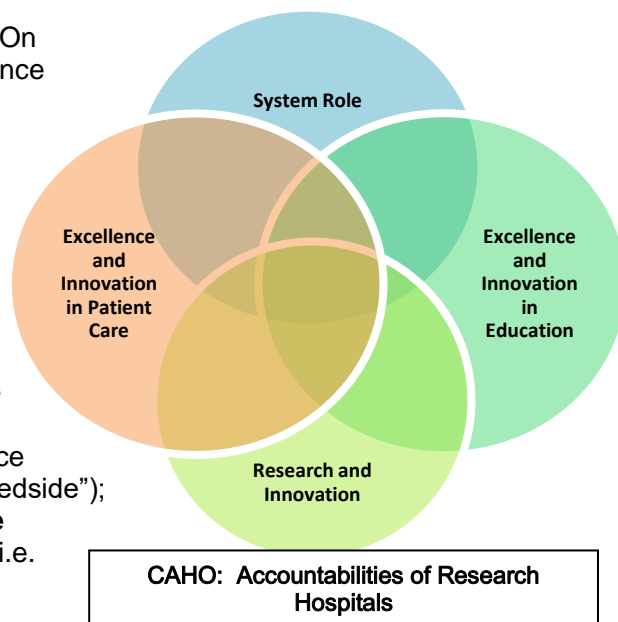 On
nce
System Role
Excellence
and
Innovation
in Patient
Care
Excellence
and
Innovation
in
Education
ce
edside”);
e
i.e.
Research and
Innovation
CAHO: Accountabilities of Research
Hospitals